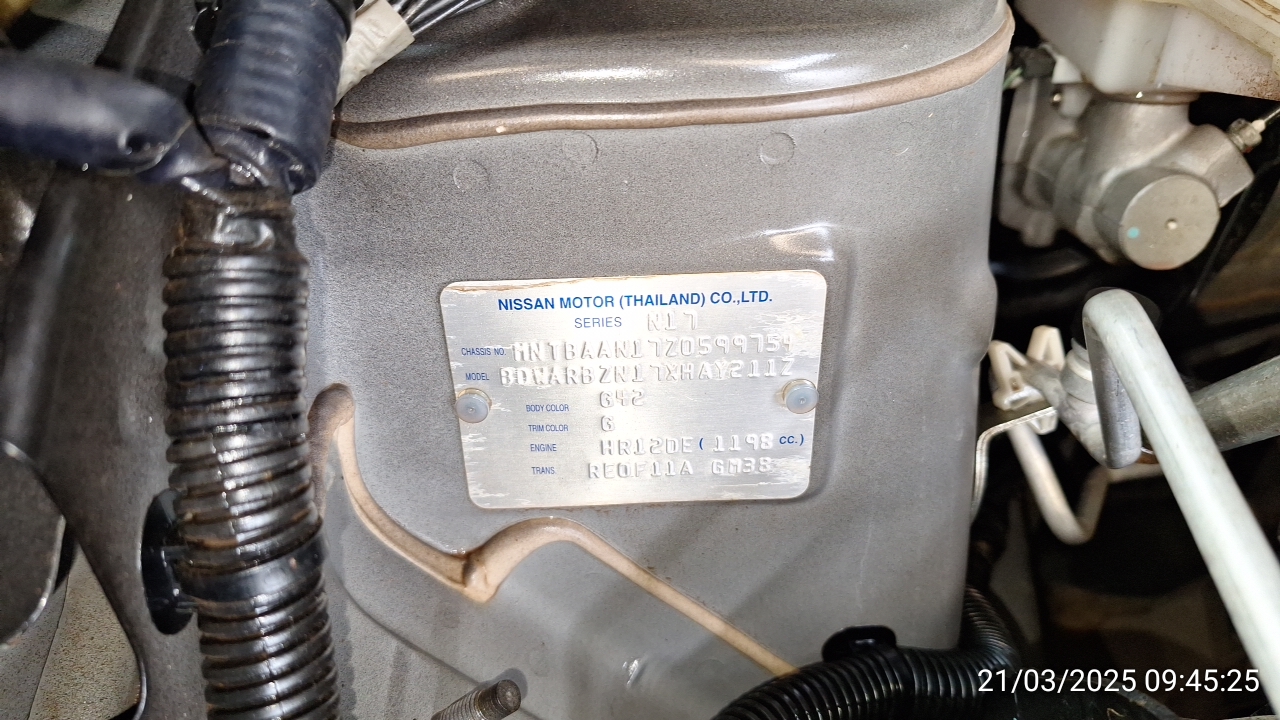 NISSAN MOTOR (THAILAND) CO.,LTD.
SERIES N17
CHASSIS NO. MNTBAAN17Z0599754
MODEL BDWARBZN17XHAY211Z
BODY COLOR G42
TRIM COLOR G
ENGINE HR12DE ( 1198 CC.)
TRANS. RE0F11A GM38
21/03/2025 09:45:25